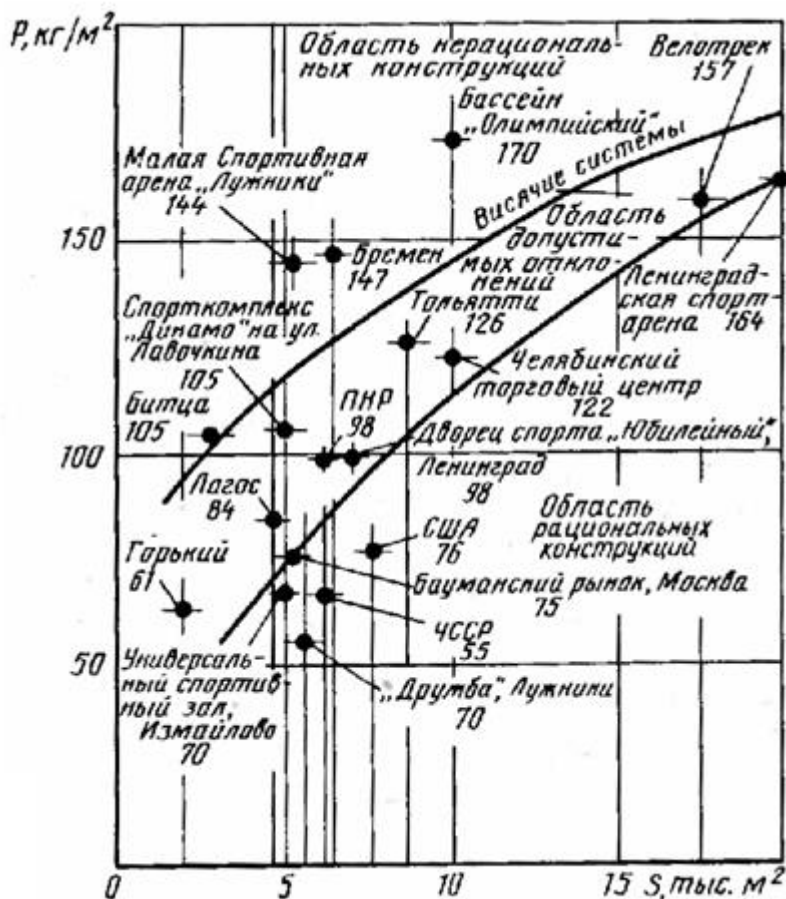 P, кг/м²
Область нерациональ-
ных конструкций
Велотрек
157
Бассейн
„Олимпийский"
170
Малая Спортивная
арена „Лужники"
144
Висячие системы
Область
допусти-
мых откло-
нений
150
Бремен
147
Тольятти
126
Ленинград-
ская спорт-
арена 164
Спорткомплекс
„Динамо" на ул.
Лавочкина
105
Челябинский
торговый центр
122
Битца
105
ПНР
98
Дворец спорта „Юбилейный",
Ленинград
98
100
Лагос
84
США
76
Область
рациональных
конструкций
Горький
61
Бауманский рынок, Москва
75
ЧССР
55
50
Универсаль-
ный спортив-
ный зал,
Измайлово
70
„Дружба", Лужники
70
0
5
10
15
S, тыс. м²